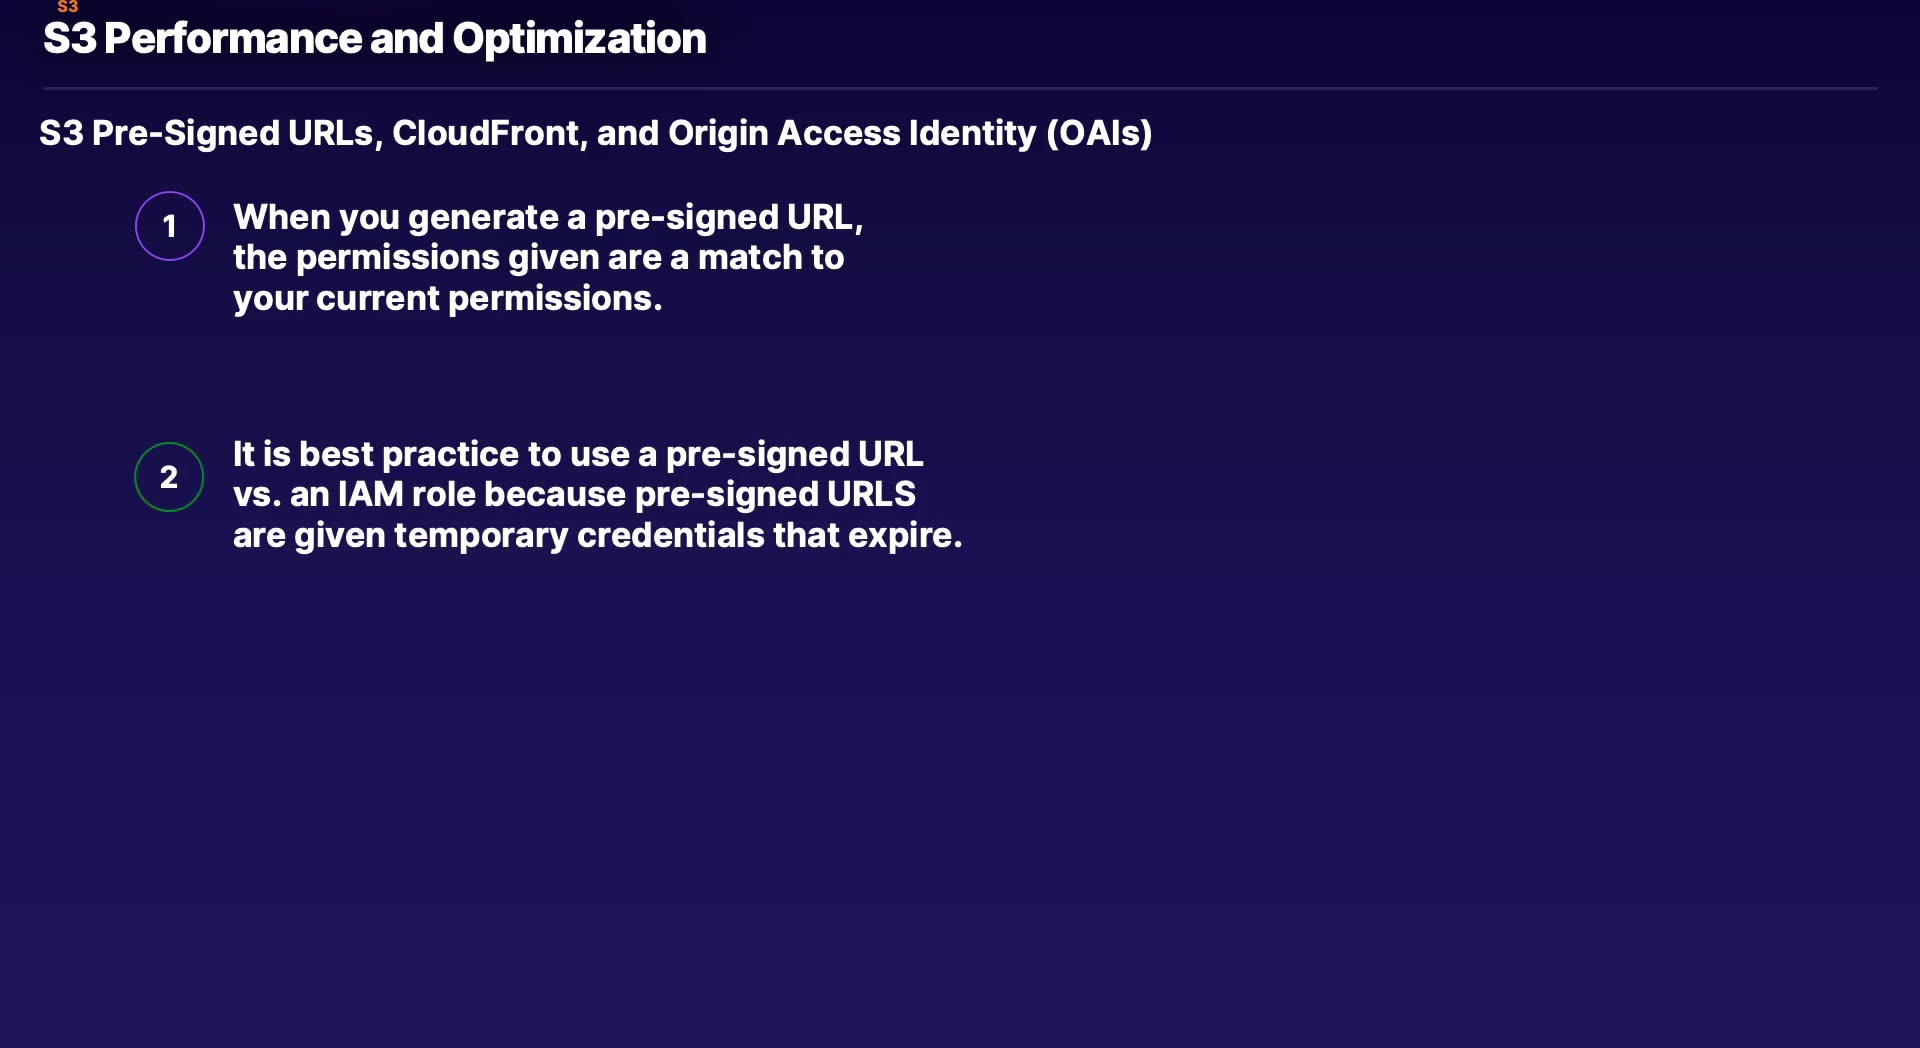 S3
S3 Performance and Optimization
S3 Pre-Signed URLs, CloudFront, and Origin Access Identity (OAIs)
1
When you generate a pre-signed URL,
the permissions given are a match to
your current permissions.
2
It is best practice to use a pre-signed URL
vs. an IAM role because pre-signed URLS
are given temporary credentials that expire.